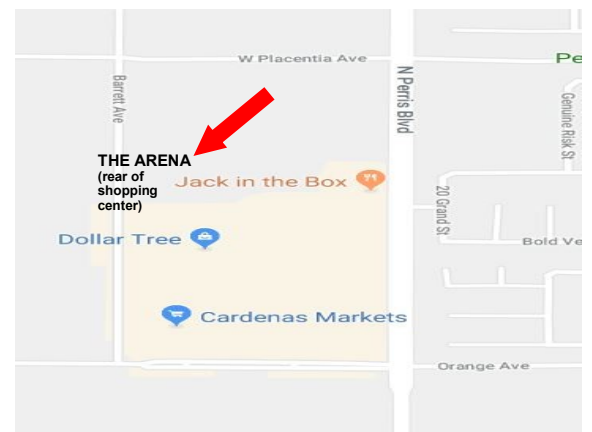 W Placentia Ave
Pe
Barrett Ave
N Perris Blvd
Genuine Risk St
THE ARENA
(rear of
shopping
center)
Jack in the Box
20 Grand St
Dollar Tree
Bold Ve
Cardenas Markets
Orange Ave